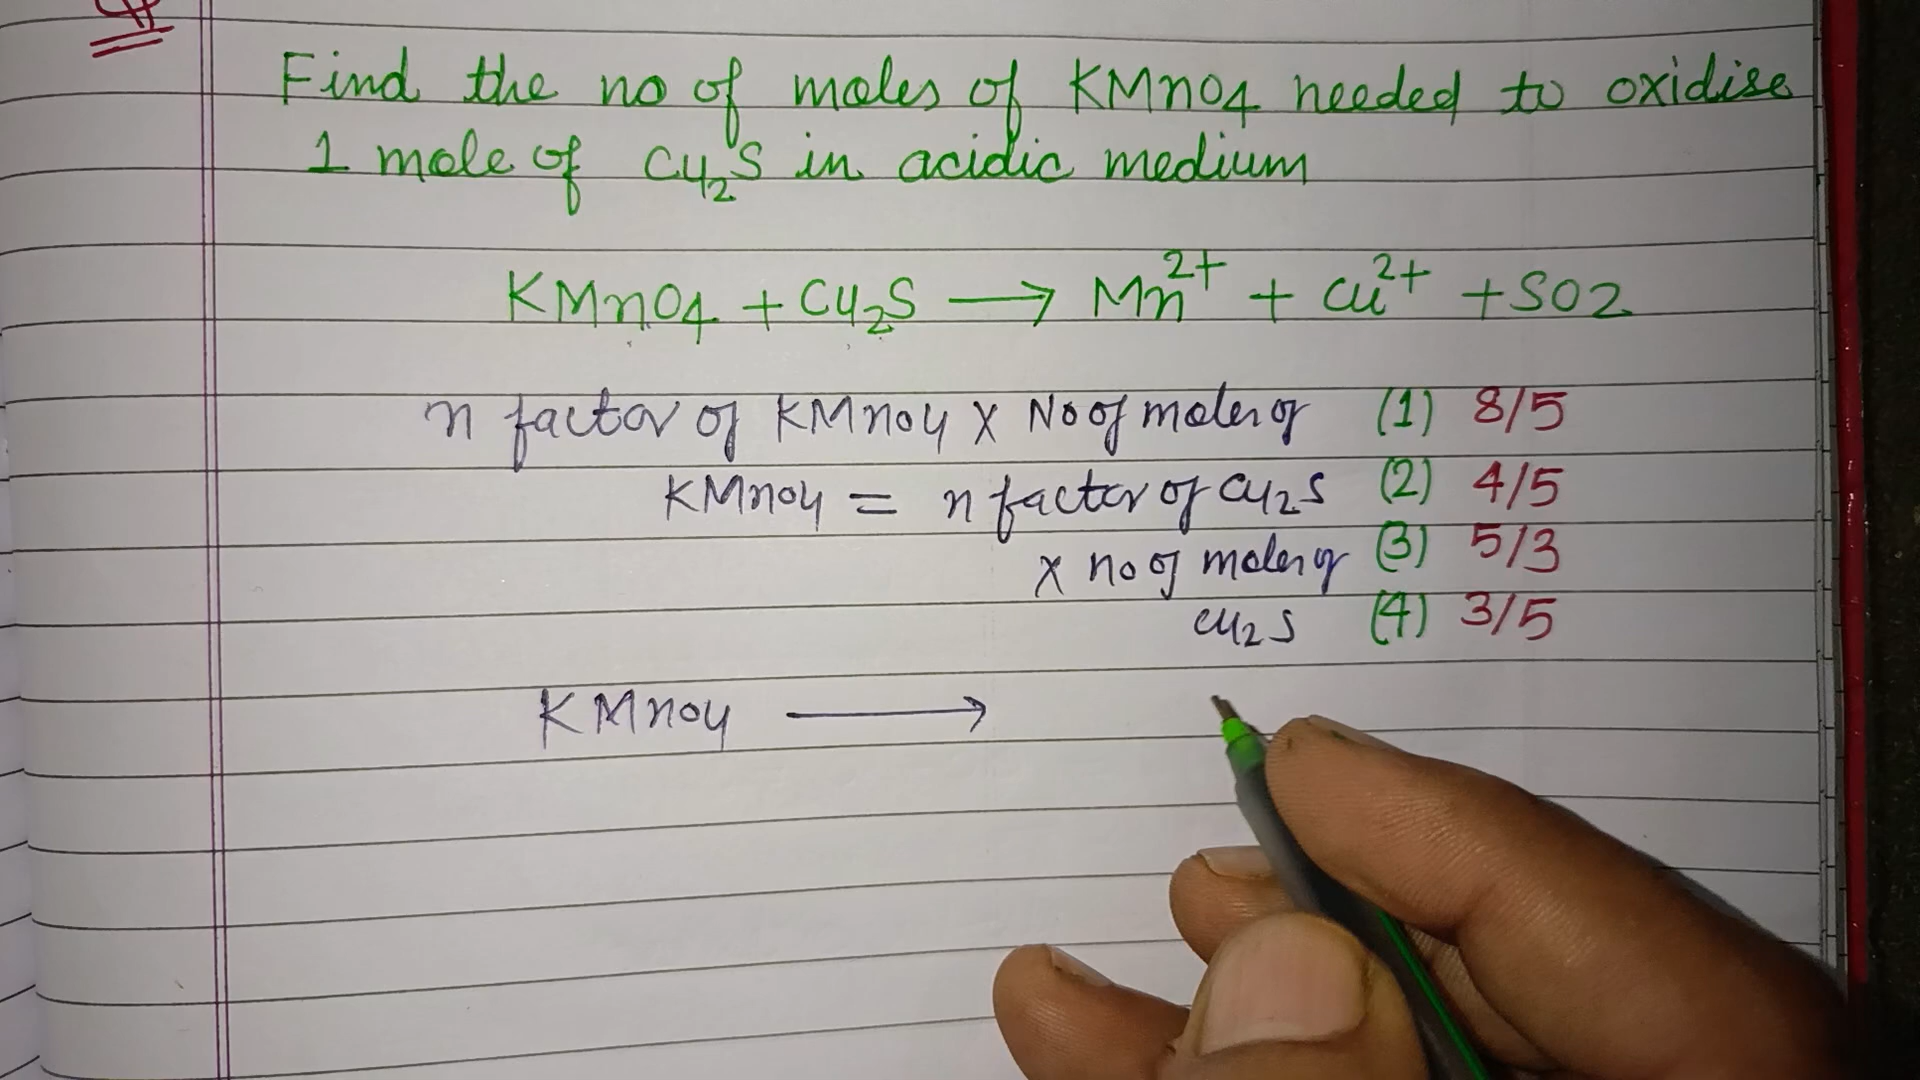 Find the no of moles of KMnO4 needed to oxidise
1 mole of Cu₂S in acidic medium
KMnO4 + Cu₂S ⟶ Mn²⁺ + Cu²⁺ + SO2
n factor of KMnO4 x No of moles of
KMnO4 = n factor of Cu₂S
x no of moles of
Cu₂S
(1) 8/5
(2) 4/5
(3) 5/3
(4) 3/5
KMnO4 ⟶